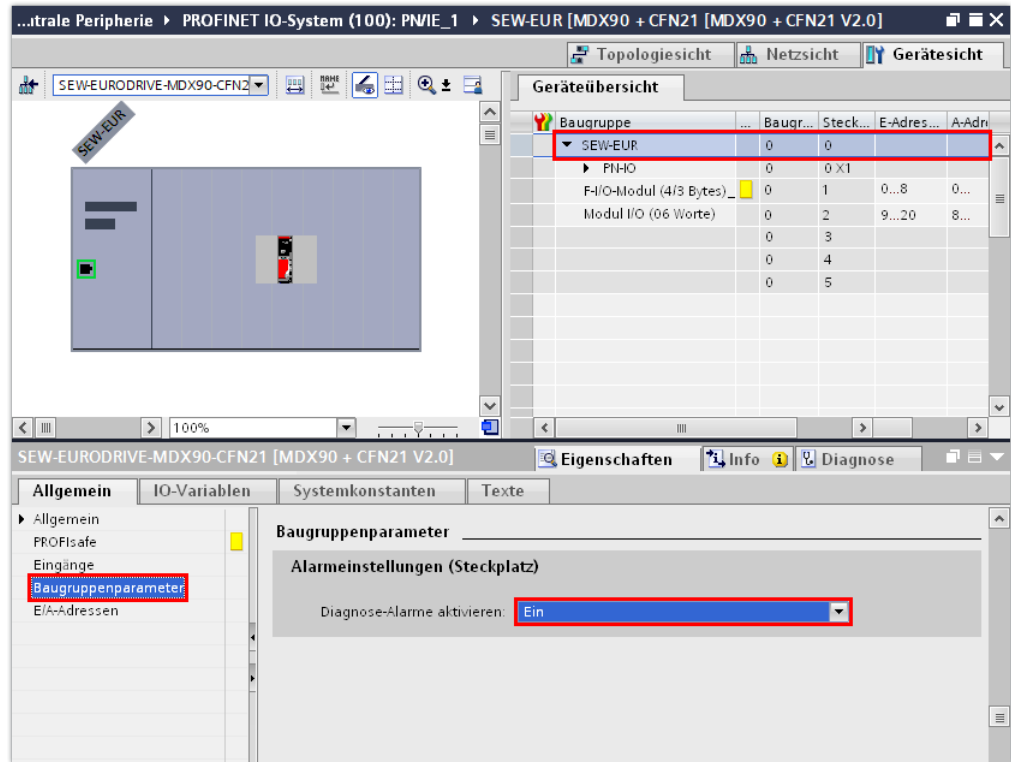 ...ıtrale Peripherie ▸ PROFINET IO-System (100): PN/IE_1 ▸ SEW-EUR [MDX90 + CFN21 [MDX90 + CFN21 V2.0]
Topologiesicht Netzsicht Gerätesicht
SEW-EURODRIVE-MDX90-CFN2
Geräteübersicht
SEW-EUR
Baugruppe ... Baugr... Steck... E-Adres... A-Adr
SEW-EUR 0 0
PN-IO 0 0 X1
F-I/O-Modul (4/3 Bytes)_ 0 1 0...8 0...
Modul I/O (06 Worte) 0 2 9...20 8...
0 3
0 4
0 5
100%
SEW-EURODRIVE-MDX90-CFN21 [MDX90 + CFN21 V2.0]
Eigenschaften Info Diagnose
Allgemein IO-Variablen Systemkonstanten Texte
Allgemein
PROFIsafe
Eingänge
Baugruppenparameter
E/A-Adressen
Baugruppenparameter
Alarmeinstellungen (Steckplatz)
Diagnose-Alarme aktivieren: Ein